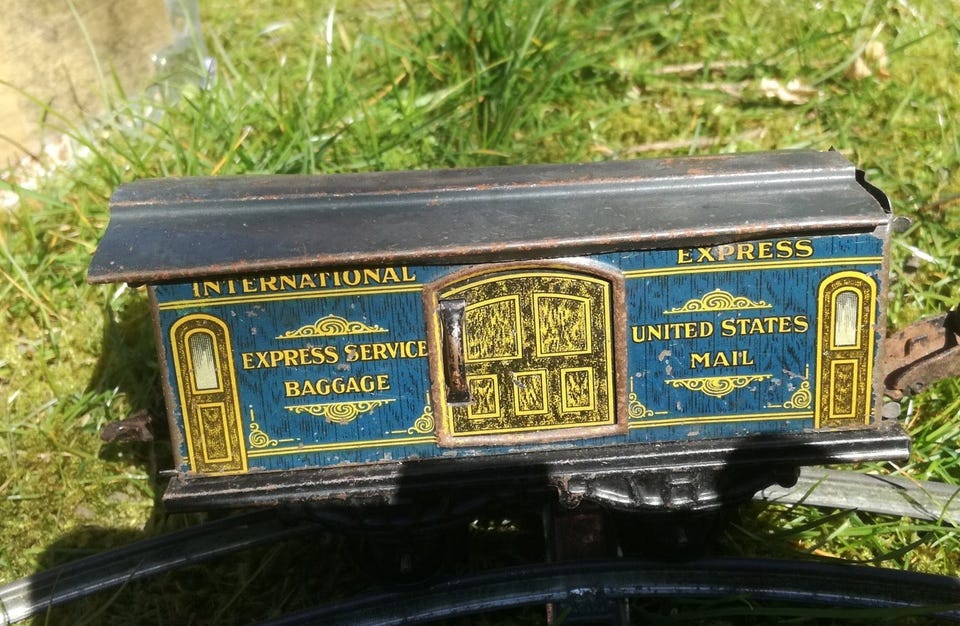 INTERNATIONAL
EXPRESS
EXPRESS SERVICE
BAGGAGE
UNITED STATES
MAIL